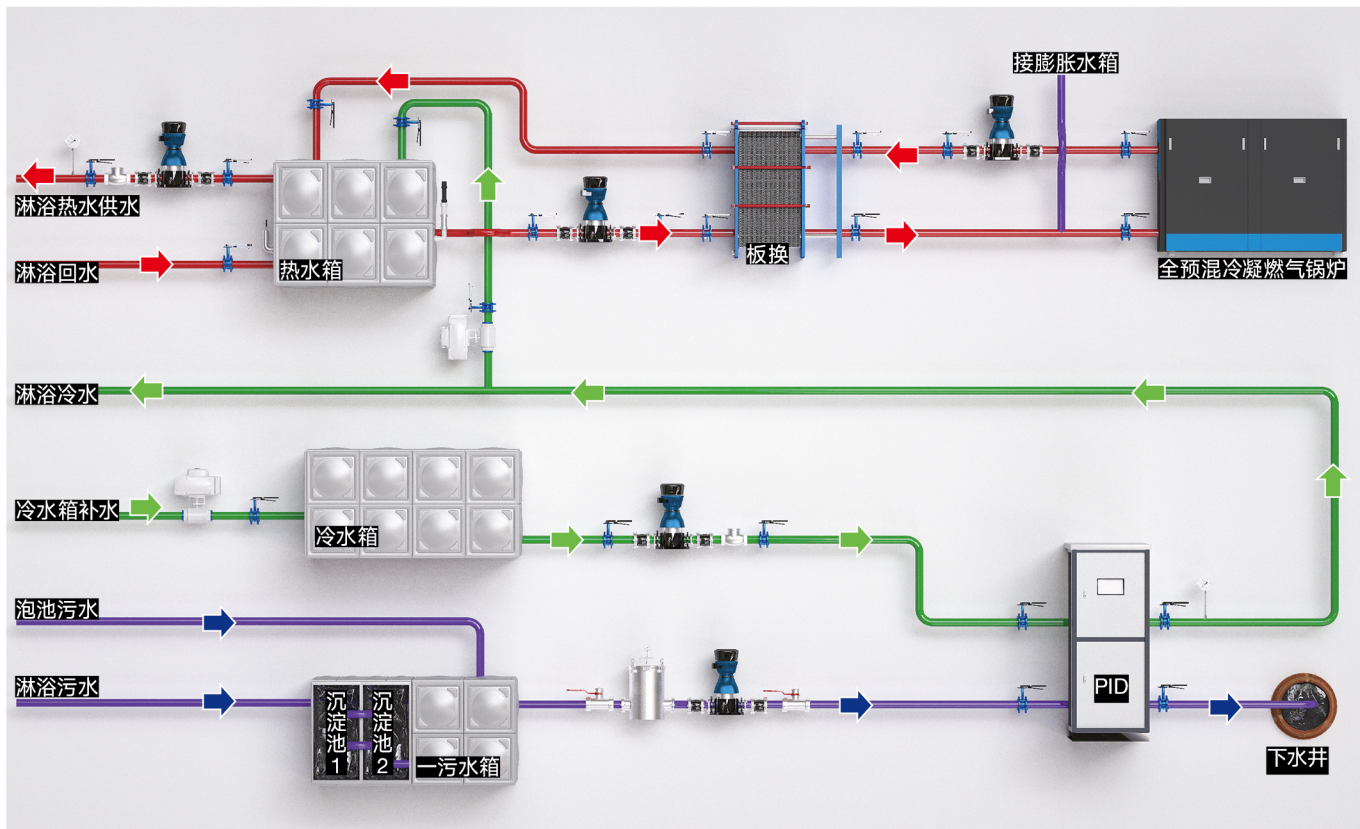 接膨胀水箱
淋浴热水供水
板换
淋浴回水
热水箱
全预混冷凝燃气锅炉
淋浴冷水
冷水箱补水
冷水箱
泡池污水
淋浴污水
沉淀池1
沉淀池2
一污水箱
PID
下水井